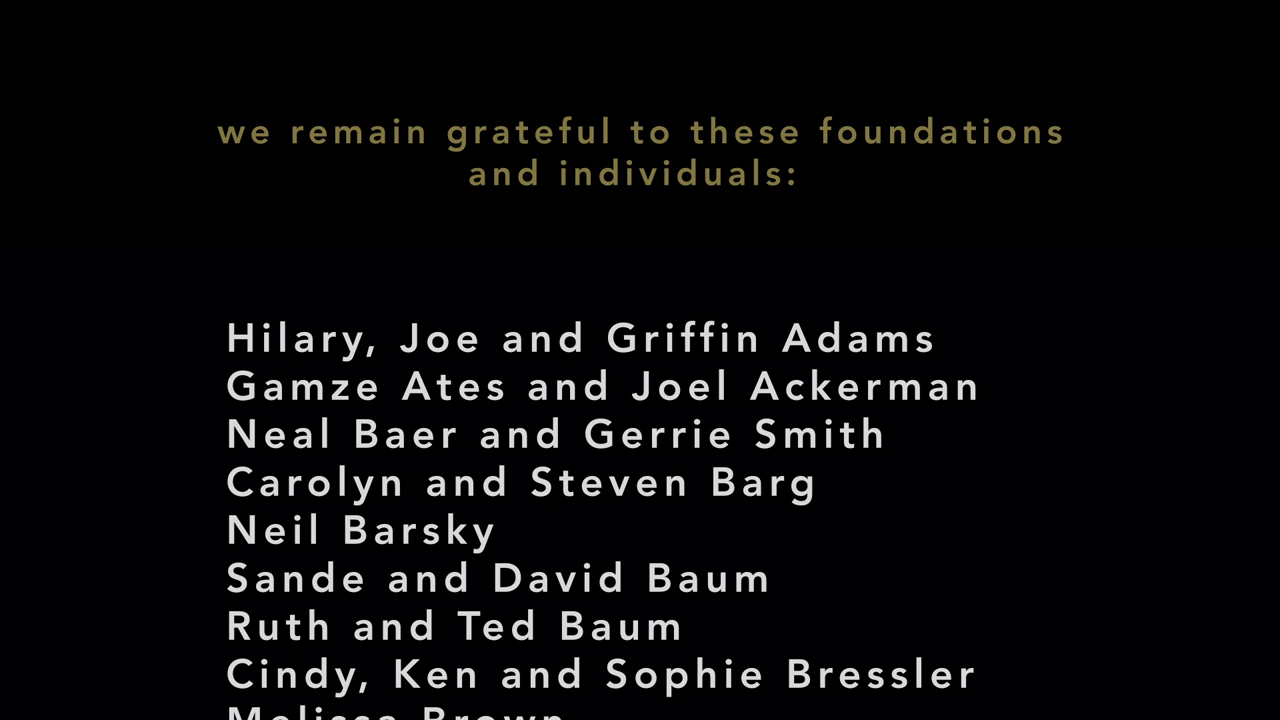 we remain grateful to these foundations
and individuals:
Hilary, Joe and Griffin Adams
Gamze Ates and Joel Ackerman
Neal Baer and Gerrie Smith
Carolyn and Steven Barg
Neil Barsky
Sande and David Baum
Ruth and Ted Baum
Cindy, Ken and Sophie Bressler
Melissa Brown